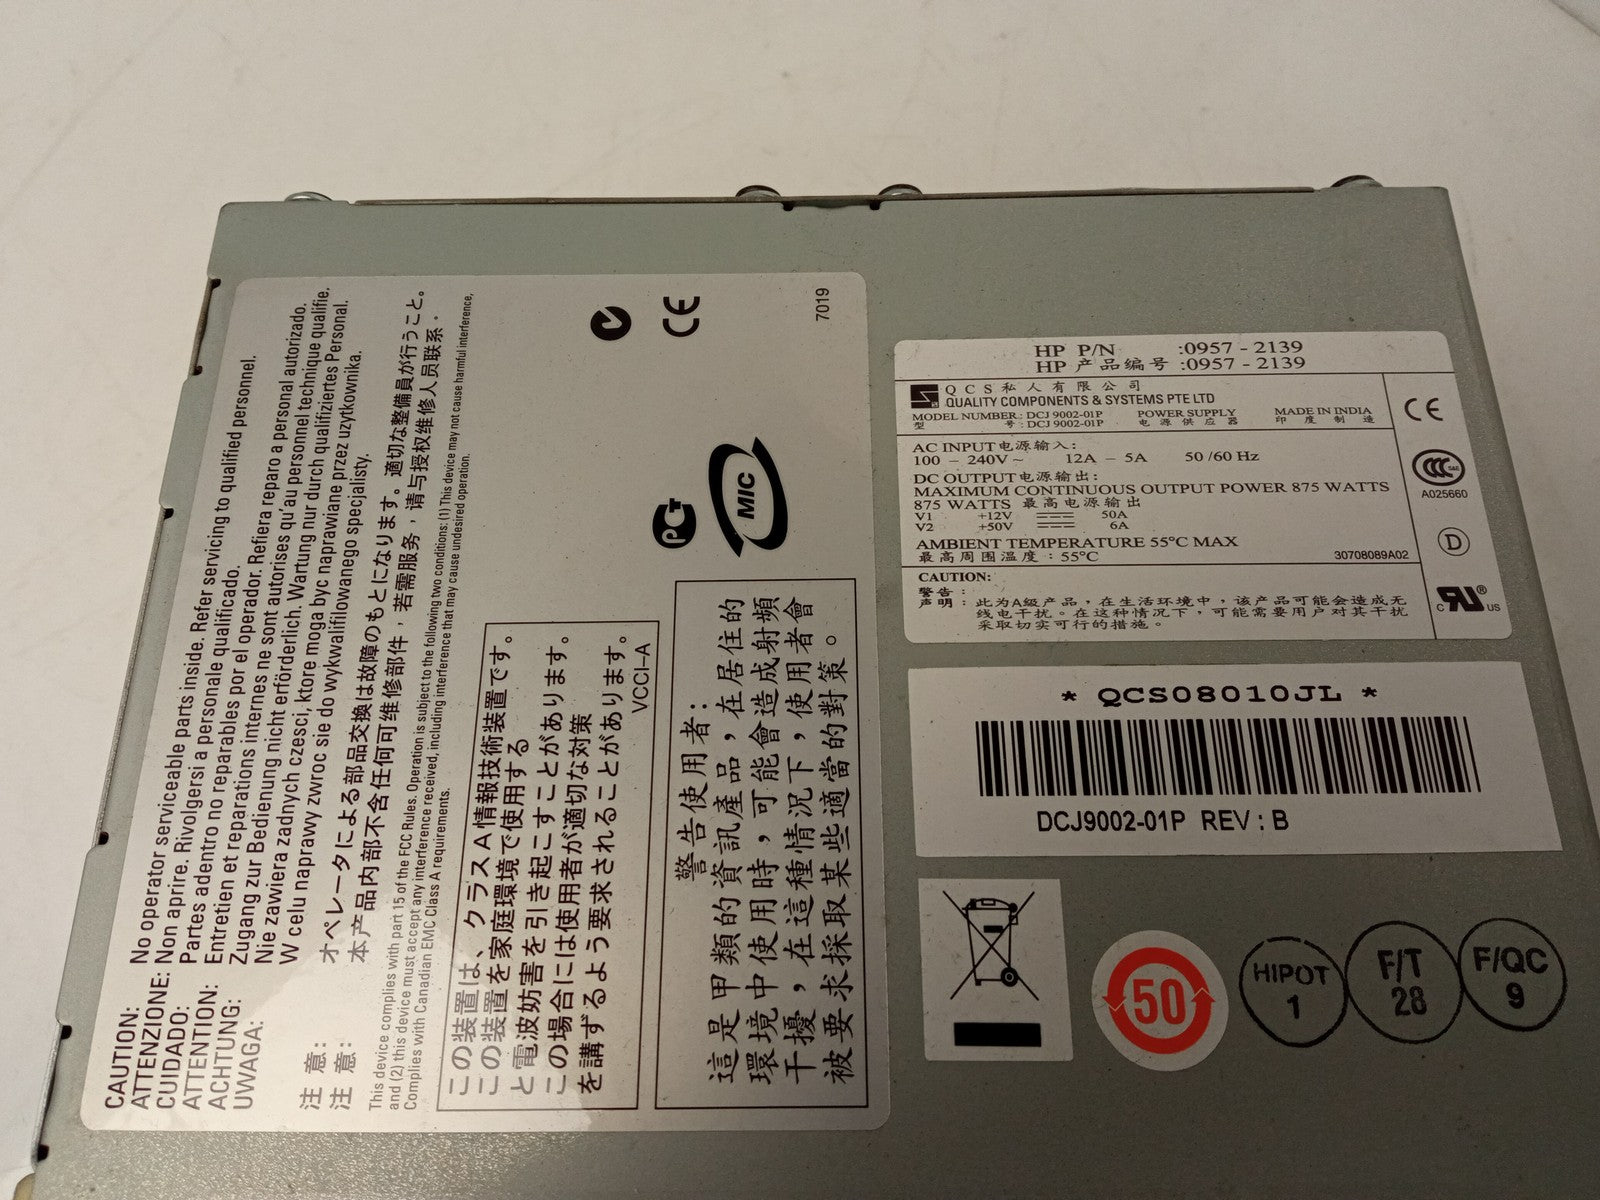 CAUTION: No operator serviceable parts inside. Refer servicing to qualified personnel.
ATTENZIONE: Non aprire. Rivolgersi a personale qualificado.
CUIDADO: Partes adentro no reparables por el operador. Refiera reparo a personal autorizado.
ATTENTION: Entretien et reparations internes ne sont autorises qu'au personnel technique qualifie.
ACHTUNG: Zugang zur Bedienung nicht erförderlich. Wartung nur durch qualifiziertes Personal.
UWAGA: Nie zawiera zadnych czesci, ktore moga byc naprawiane przez uzytkownika.
W celu naprawy zwroc sie do wykwalifilowanego specjalisty.
注 意: オペレータによる部品交換は故障のもとになります。適切な整備員が行うこと。
注 意: 本产品内部不含任何可维修部件，若需服务，请与授权维修人员联系。
This device complies with part 15 of the FCC Rules. Operation is subject to the following two conditions: (1) This device may not cause harmful interference,
and (2) this device must accept any interference received, including interference that may cause undesired operation.
Complies with Canadian EMC Class A requirements.
この装置は、クラスA情報技術装置です。
この装置を家庭環境で使用する
と電波妨害を引き起こすことがあります。
この場合には使用者が適切な対策
を講ずるよう要求されることがあります。
VCCI-A
警告使用者：
這是甲類的資訊產品，在居住的
環境中使用時，可能會造成射頻
干擾，在這種情況下，使用者會
被要求採取某些適當的對策。
PC
MIC
CE
7019
HP P/N :0957 - 2139
HP 产品编号 :0957 - 2139
QCS私人有限公司
QUALITY COMPONENTS & SYSTEMS PTE LTD
MODEL NUMBER: DCJ 9002-01P POWER SUPPLY MADE IN INDIA
型 号: DCJ 9002-01P 电源供应器 印度制造
AC INPUT电源输入:
100 - 240V ~ 12A - 5A 50 /60 Hz
DC OUTPUT电源输出:
MAXIMUM CONTINUOUS OUTPUT POWER 875 WATTS
875 WATTS 最高电源输出
V1 +12V 50A
V2 +50V 6A
AMBIENT TEMPERATURE 55°C MAX
最高周围温度: 55°C 30708089A02
CAUTION:
警告:
声明: 此为A级产品，在生活环境中，该产品可能会造成无
线电干扰。在这种情况下，可能需要用户对其干扰
采取切实可行的措施。
CE
CCC S&E
A025660
D
C RU ® US
* QCS08010JL *
DCJ9002-01P REV : B
50
HIPOT
1
F/T
28
F/QC
9